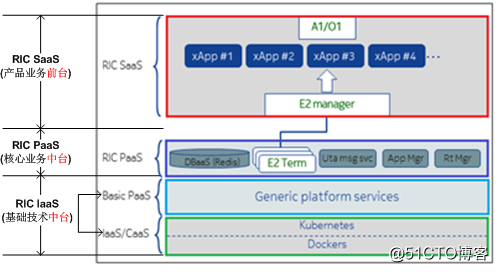 A1/O1
RIC SaaS
(产品业务前台)
RIC SaaS
xApp #1
xApp #2
xApp #3
xApp #4
...
E2 manager
RIC PaaS
(核心业务中台)
RIC PaaS
DBaaS (Redis)
E2 Term
Uta msg svc
App Mgr
Rt Mgr
RIC IaaS
(基础技术中台)
Basic PaaS
Generic platform services
IaaS/CaaS
Kubernetes
Dockers
@51CTO博客